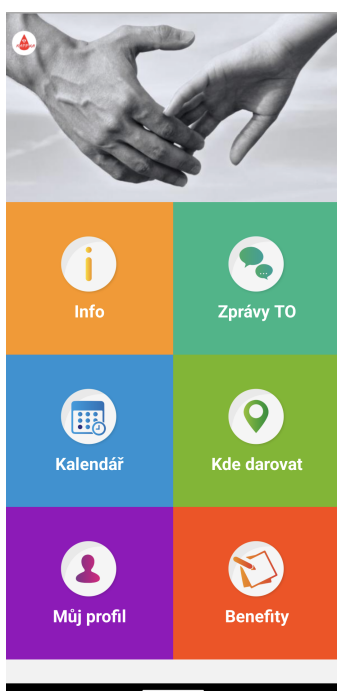 Info
Zprávy TO
Kalendář
Kde darovat
Můj profil
Benefity